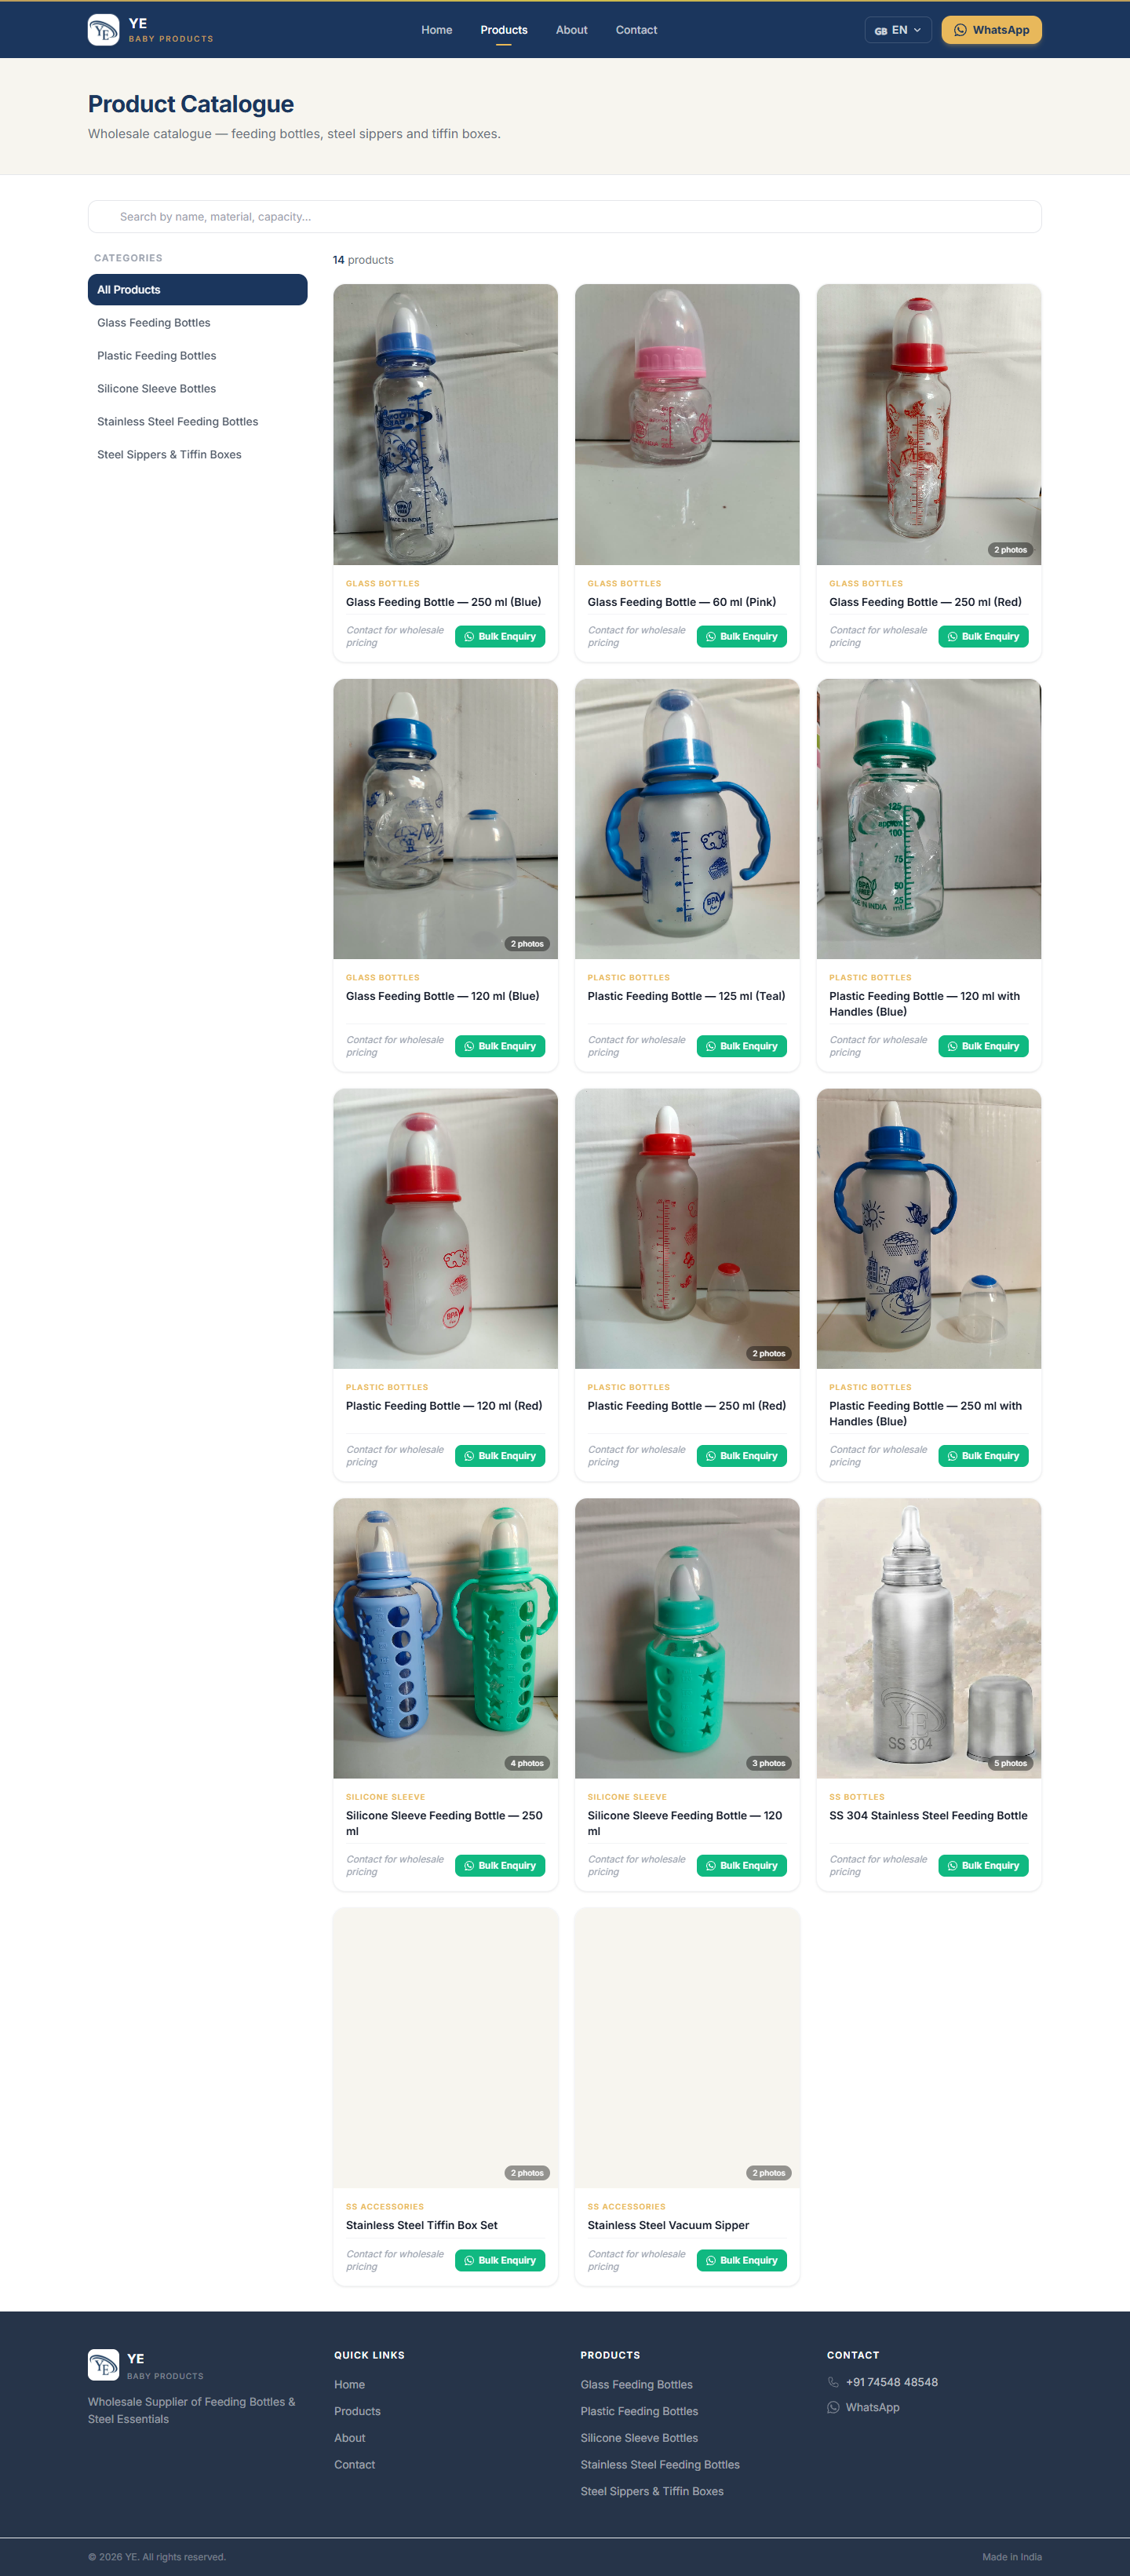 YE
BABY PRODUCTS
Home
Products
About
Contact
GB EN
WhatsApp
Product Catalogue
Wholesale catalogue — feeding bottles, steel sippers and tiffin boxes.
Search by name, material, capacity...
CATEGORIES
All Products
Glass Feeding Bottles
Plastic Feeding Bottles
Silicone Sleeve Bottles
Stainless Steel Feeding Bottles
Steel Sippers & Tiffin Boxes
14 products
2 photos
GLASS BOTTLES
Glass Feeding Bottle — 250 ml (Blue)
Contact for wholesale
pricing
Bulk Enquiry
GLASS BOTTLES
Glass Feeding Bottle — 60 ml (Pink)
Contact for wholesale
pricing
Bulk Enquiry
GLASS BOTTLES
Glass Feeding Bottle — 250 ml (Red)
Contact for wholesale
pricing
Bulk Enquiry
2 photos
BPA
125
100
75
50
25
BPA
FREE
GLASS BOTTLES
Glass Feeding Bottle — 120 ml (Blue)
Contact for wholesale
pricing
Bulk Enquiry
PLASTIC BOTTLES
Plastic Feeding Bottle — 125 ml (Teal)
Contact for wholesale
pricing
Bulk Enquiry
PLASTIC BOTTLES
Plastic Feeding Bottle — 120 ml with
Handles (Blue)
Contact for wholesale
pricing
Bulk Enquiry
BPA
2 photos
PLASTIC BOTTLES
Plastic Feeding Bottle — 120 ml (Red)
Contact for wholesale
pricing
Bulk Enquiry
PLASTIC BOTTLES
Plastic Feeding Bottle — 250 ml (Red)
Contact for wholesale
pricing
Bulk Enquiry
PLASTIC BOTTLES
Plastic Feeding Bottle — 250 ml with
Handles (Blue)
Contact for wholesale
pricing
Bulk Enquiry
4 photos
3 photos
YE
SS 304
5 photos
SILICONE SLEEVE
Silicone Sleeve Feeding Bottle — 250
ml
Contact for wholesale
pricing
Bulk Enquiry
SILICONE SLEEVE
Silicone Sleeve Feeding Bottle — 120
ml
Contact for wholesale
pricing
Bulk Enquiry
SS BOTTLES
SS 304 Stainless Steel Feeding Bottle
Contact for wholesale
pricing
Bulk Enquiry
2 photos
2 photos
SS ACCESSORIES
Stainless Steel Tiffin Box Set
Contact for wholesale
pricing
Bulk Enquiry
SS ACCESSORIES
Stainless Steel Vacuum Sipper
Contact for wholesale
pricing
Bulk Enquiry
YE
BABY PRODUCTS
Wholesale Supplier of Feeding Bottles &
Steel Essentials
QUICK LINKS
Home
Products
About
Contact
PRODUCTS
Glass Feeding Bottles
Plastic Feeding Bottles
Silicone Sleeve Bottles
Stainless Steel Feeding Bottles
Steel Sippers & Tiffin Boxes
CONTACT
+91 74548 48548
WhatsApp
© 2026 YE. All rights reserved.
Made in India